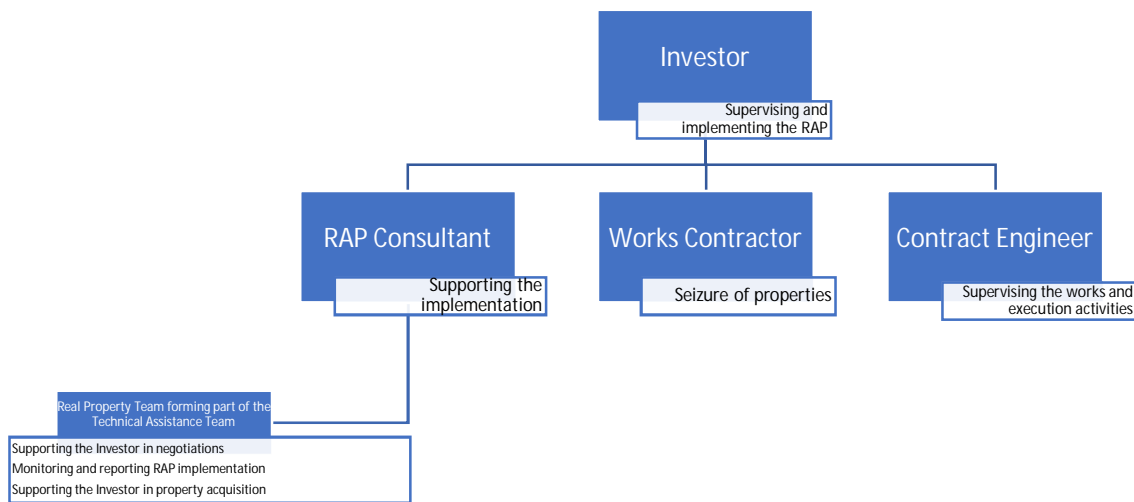 Investor
Supervising and
implementing the RAP
RAP Consultant
Supporting the
implementation
Works Contractor
Seizure of properties
Contract Engineer
Supervising the works and
execution activities
Real Property Team forming part of the
Technical Assistance Team
Supporting the Investor in negotiations
Monitoring and reporting RAP implementation
Supporting the Investor in property acquisition